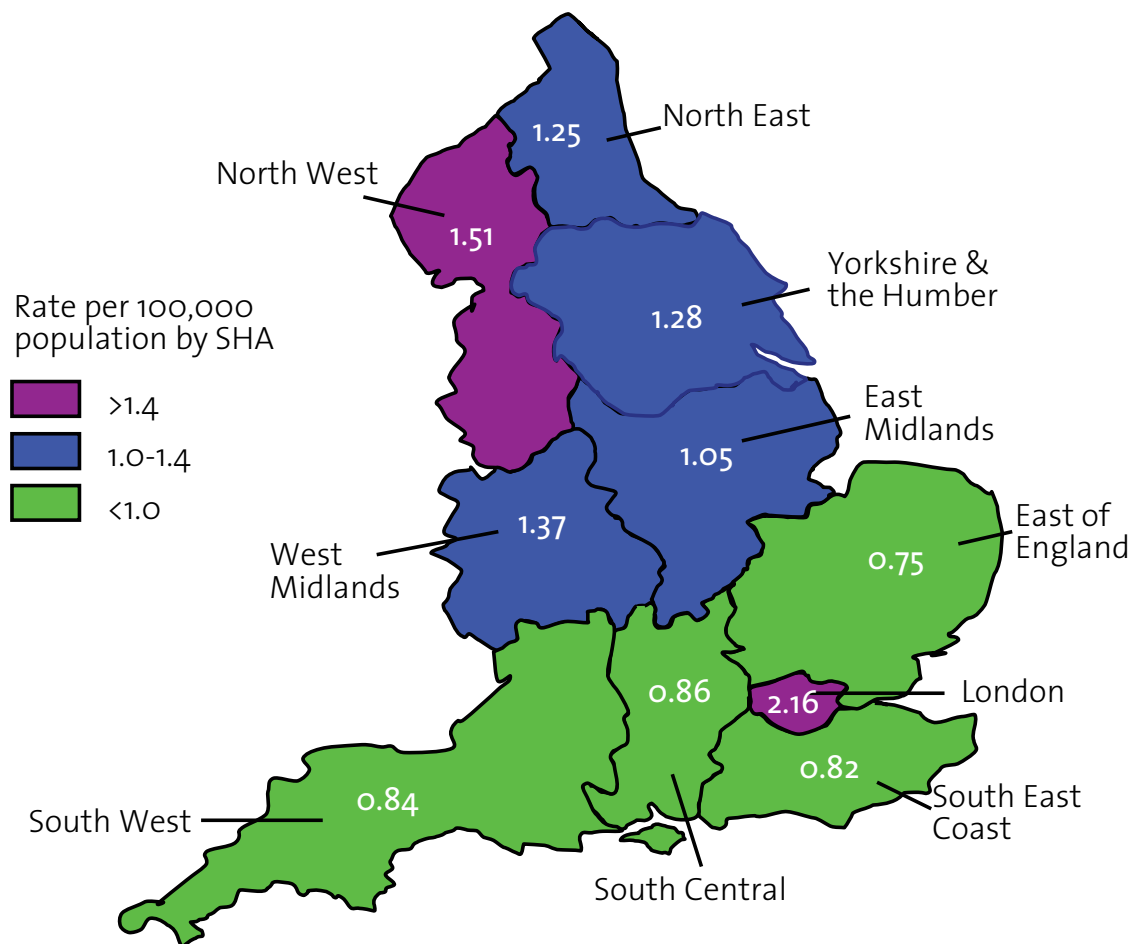 1.25
North East
North West
1.51
Yorkshire &
the Humber
1.28
Rate per 100,000
population by SHA
>1.4
1.0-1.4
<1.0
East
Midlands
1.05
1.37
West
Midlands
East of
England
0.75
0.86
London
2.16
0.82
South East
Coast
0.84
South West
South Central